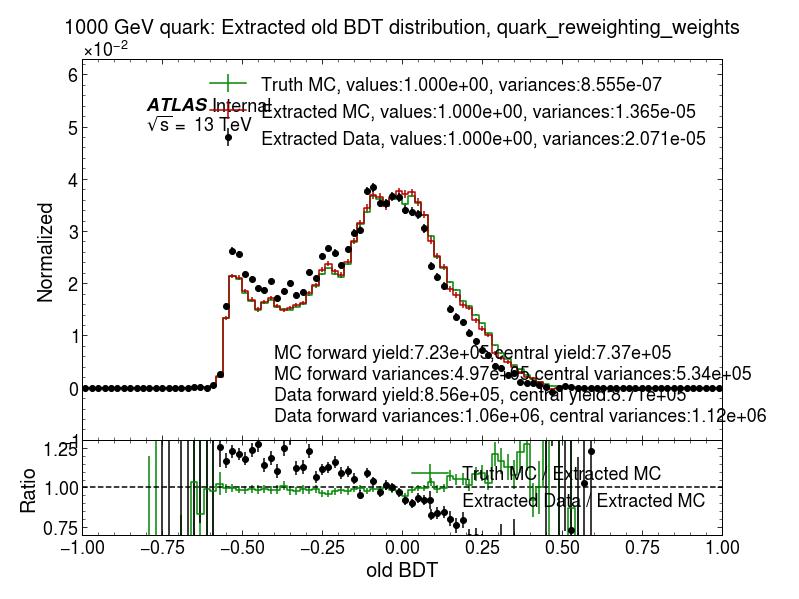 1000 GeV quark: Extracted old BDT distribution, quark_reweighting_weights
×10⁻²
Truth MC, values:1.000e+00, variances:8.555e-07
ATLAS Internal
Extracted MC, values:1.000e+00, variances:1.365e-05
√s = 13 TeV
Extracted Data, values:1.000e+00, variances:2.071e-05
6
5
4
3
2
1
0
−1
Normalized
MC forward yield:7.23e+05, central yield:7.37e+05
MC forward variances:4.97e+05, central variances:5.34e+05
Data forward yield:8.56e+05, central yield:8.71e+05
Data forward variances:1.06e+06, central variances:1.12e+06
1.25
1.00
0.75
Ratio
Truth MC / Extracted MC
Extracted Data / Extracted MC
−1.00 −0.75 −0.50 −0.25 0.00 0.25 0.50 0.75 1.00
old BDT